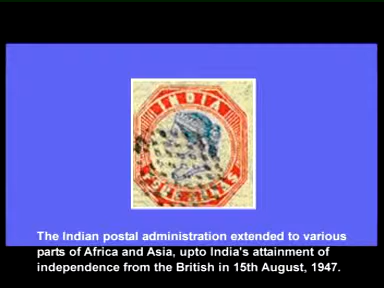 INDIA
FOUR ANNAS
The Indian postal administration extended to various
parts of Africa and Asia, upto India's attainment of
independence from the British in 15th August, 1947.